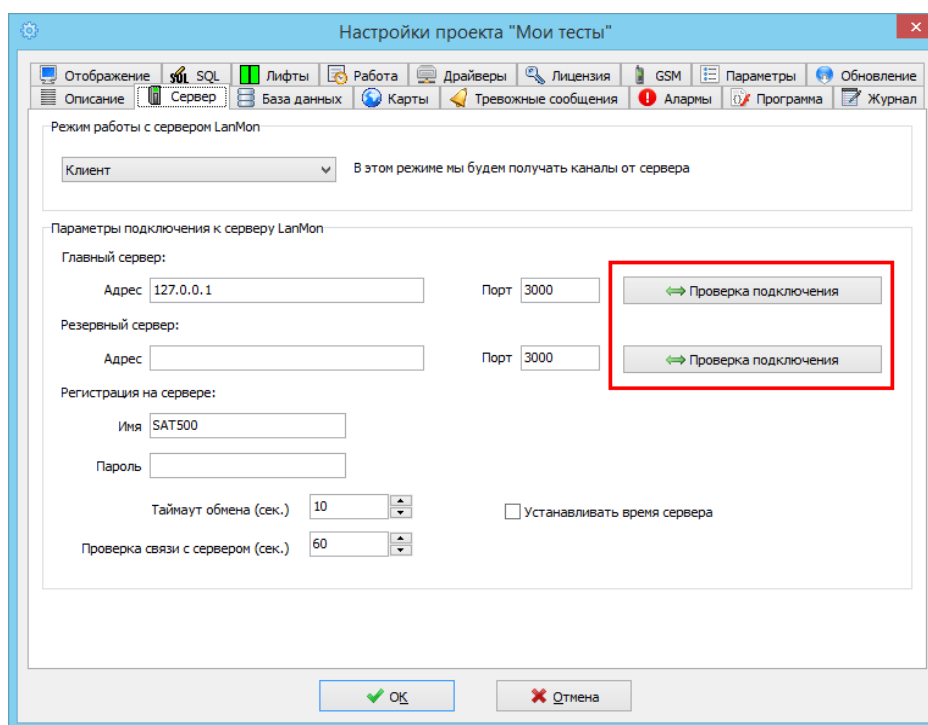 Настройки проекта "Мои тесты"
Отображение SQL Лифты Работа Драйверы Лицензия GSM Параметры Обновление
Описание Сервер База данных Карты Тревожные сообщения Алармы Программа Журнал
Режим работы с сервером LanMon
Клиент В этом режиме мы будем получать каналы от сервера
Параметры подключения к серверу LanMon
Главный сервер:
Адрес 127.0.0.1 Порт 3000 Проверка подключения
Резервный сервер:
Адрес Порт 3000 Проверка подключения
Регистрация на сервере:
Имя SAT500
Пароль
Таймаут обмена (сек.) 10 Устанавливать время сервера
Проверка связи с сервером (сек.) 60
OK Отмена